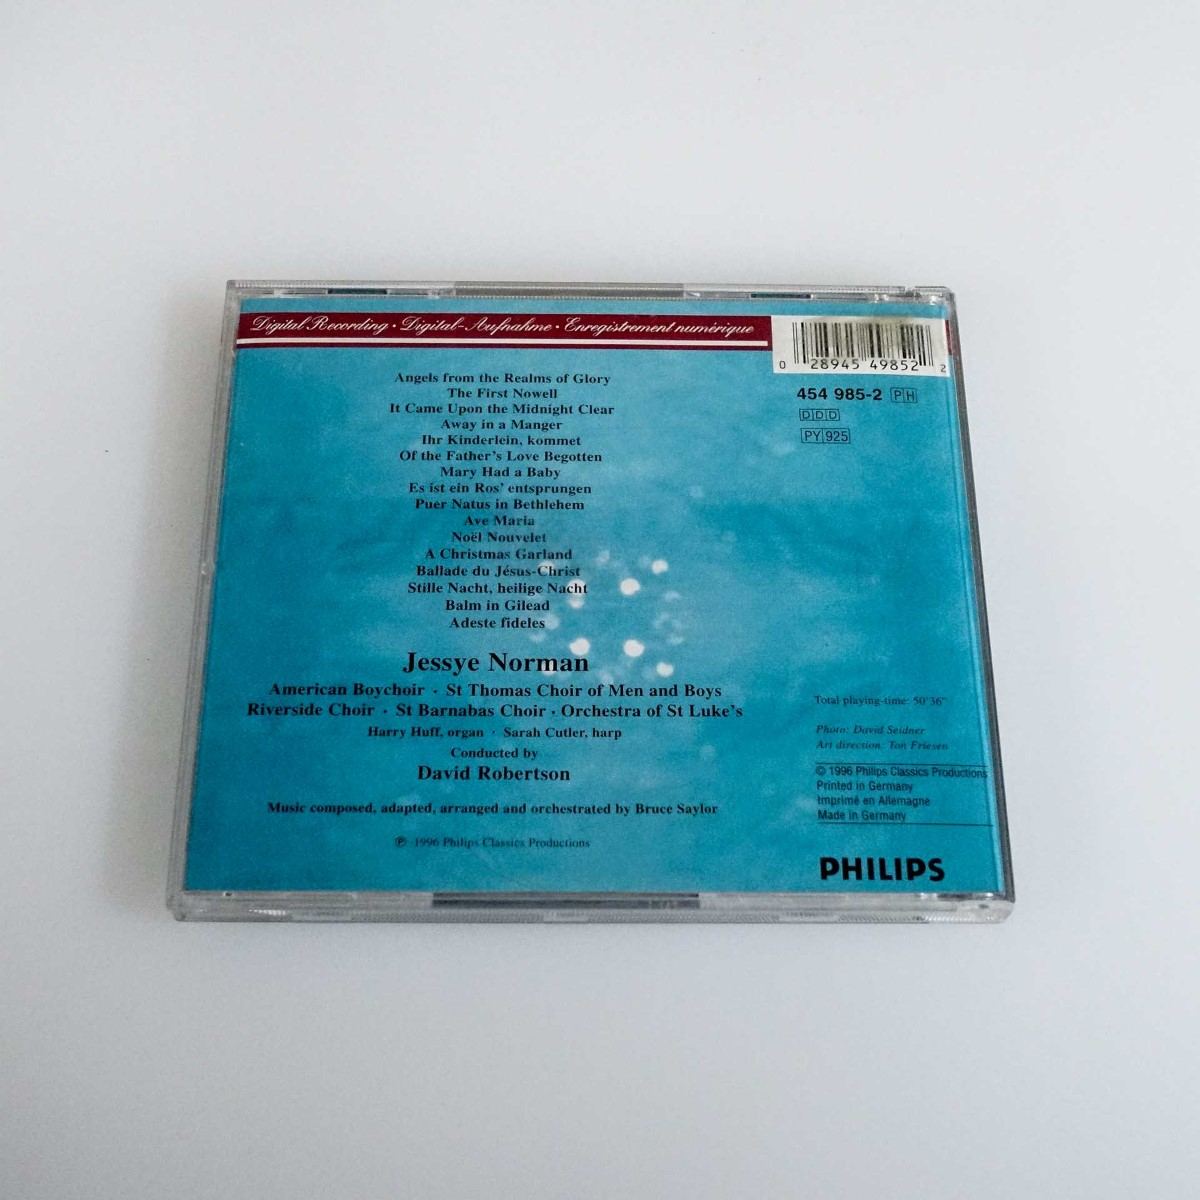 Digital Recording · Digital-Aufnahme · Enregistrement numérique
0 28945 49852 2
454 985-2 PH
DDD
PY 925
Angels from the Realms of Glory
The First Nowell
It Came Upon the Midnight Clear
Away in a Manger
Ihr Kinderlein, kommet
Of the Father's Love Begotten
Mary Had a Baby
Es ist ein Ros' entsprungen
Puer Natus in Bethlehem
Ave Maria
Noël Nouvelet
A Christmas Garland
Ballade du Jésus-Christ
Stille Nacht, heilige Nacht
Balm in Gilead
Adeste fideles
Jessye Norman
American Boychoir · St Thomas Choir of Men and Boys
Riverside Choir · St Barnabas Choir · Orchestra of St Luke's
Harry Huff, organ · Sarah Cutler, harp
Conducted by
David Robertson
Music composed, adapted, arranged and orchestrated by Bruce Saylor
℗ 1996 Philips Classics Productions
Total playing-time: 50'36"
Photo: David Seidner
Art direction: Ton Friesen
© 1996 Philips Classics Productions
Printed in Germany
Imprimé en Allemagne
Made in Germany
PHILIPS